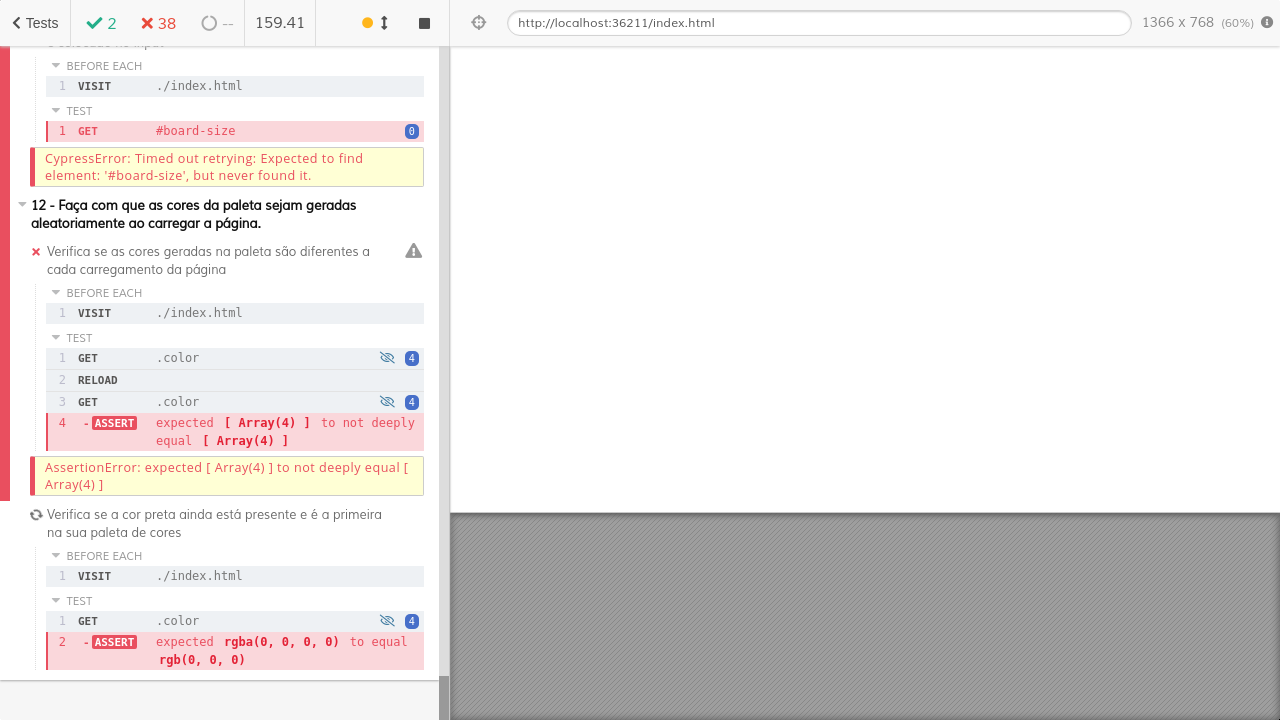 Tests 2 38 -- 159.41 http://localhost:36211/index.html 1366 x 768 (60%)
BEFORE EACH
1 VISIT ./index.html
TEST
1 GET #board-size 0
CypressError: Timed out retrying: Expected to find
element: '#board-size', but never found it.
12 - Faça com que as cores da paleta sejam geradas
aleatoriamente ao carregar a página.
Verifica se as cores geradas na paleta são diferentes a
cada carregamento da página
BEFORE EACH
1 VISIT ./index.html
TEST
1 GET .color 4
2 RELOAD
3 GET .color 4
4 -ASSERT expected [ Array(4) ] to not deeply
equal [ Array(4) ]
AssertionError: expected [ Array(4) ] to not deeply equal [
Array(4) ]
Verifica se a cor preta ainda está presente e é a primeira
na sua paleta de cores
BEFORE EACH
1 VISIT ./index.html
TEST
1 GET .color 4
2 -ASSERT expected rgba(0, 0, 0, 0) to equal
rgb(0, 0, 0)